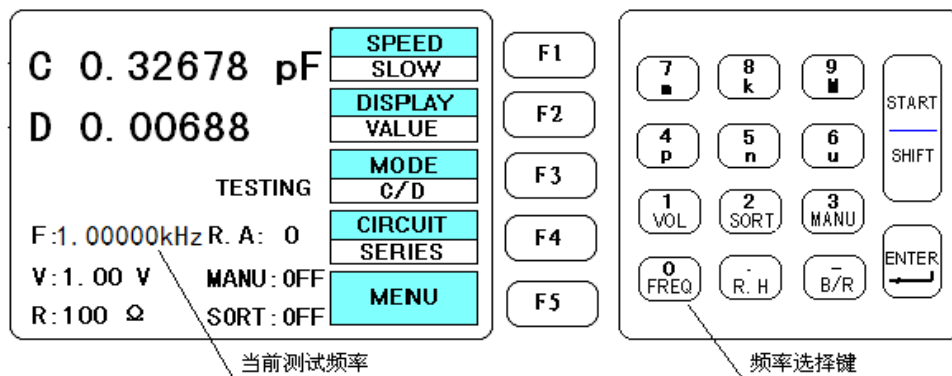 C 0.32678 pF
D 0.00688
TESTING
F:1.00000kHz R.A: 0
V:1.00 V MANU:OFF
R:100 Ω SORT:OFF
SPEED
SLOW
DISPLAY
VALUE
MODE
C/D
CIRCUIT
SERIES
MENU
F1
F2
F3
F4
F5
7 8 9
m k M
4 5 6
p n u
1 2 3
VOL SORT MANU
0 . -
FREQ R.H B/R
START
SHIFT
ENTER
当前测试频率
频率选择键